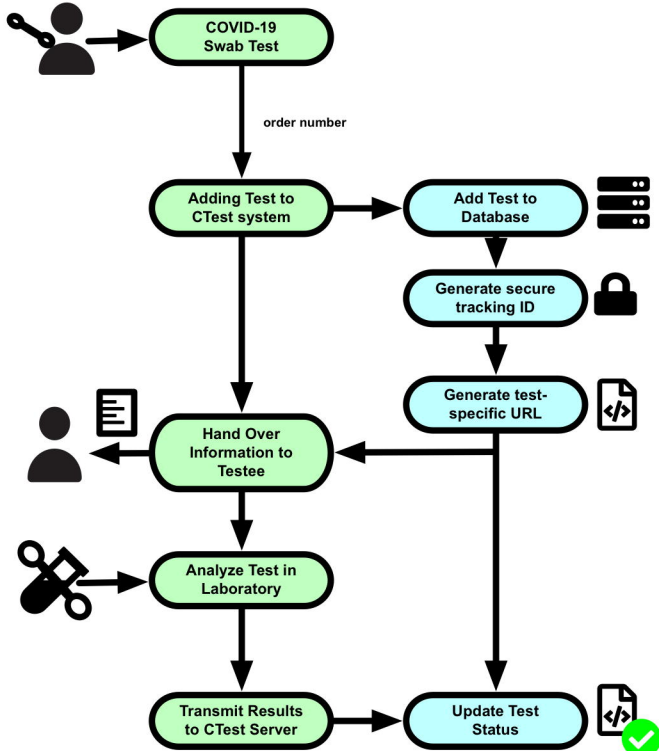 COVID-19
Swab Test
order number
Adding Test to
CTest system
Add Test to
Database
Generate secure
tracking ID
Generate test-
specific URL
Hand Over
Information to
Testee
Analyze Test in
Laboratory
Transmit Results
to CTest Server
Update Test
Status